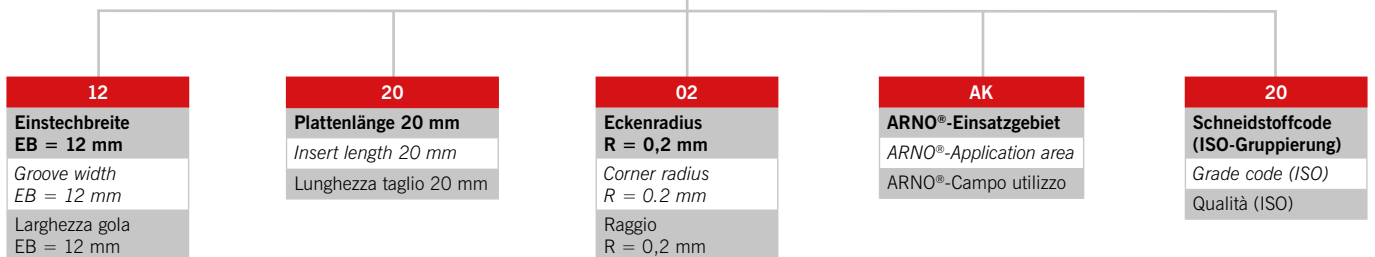 12
Einstechbreite
EB = 12 mm
Groove width
EB = 12 mm
Larghezza gola
EB = 12 mm
20
Plattenlänge 20 mm
Insert length 20 mm
Lunghezza taglio 20 mm
02
Eckenradius
R = 0,2 mm
Corner radius
R = 0.2 mm
Raggio
R = 0,2 mm
AK
ARNO®-Einsatzgebiet
ARNO®-Application area
ARNO®-Campo utilizzo
20
Schneidstoffcode
(ISO-Gruppierung)
Grade code (ISO)
Qualità (ISO)